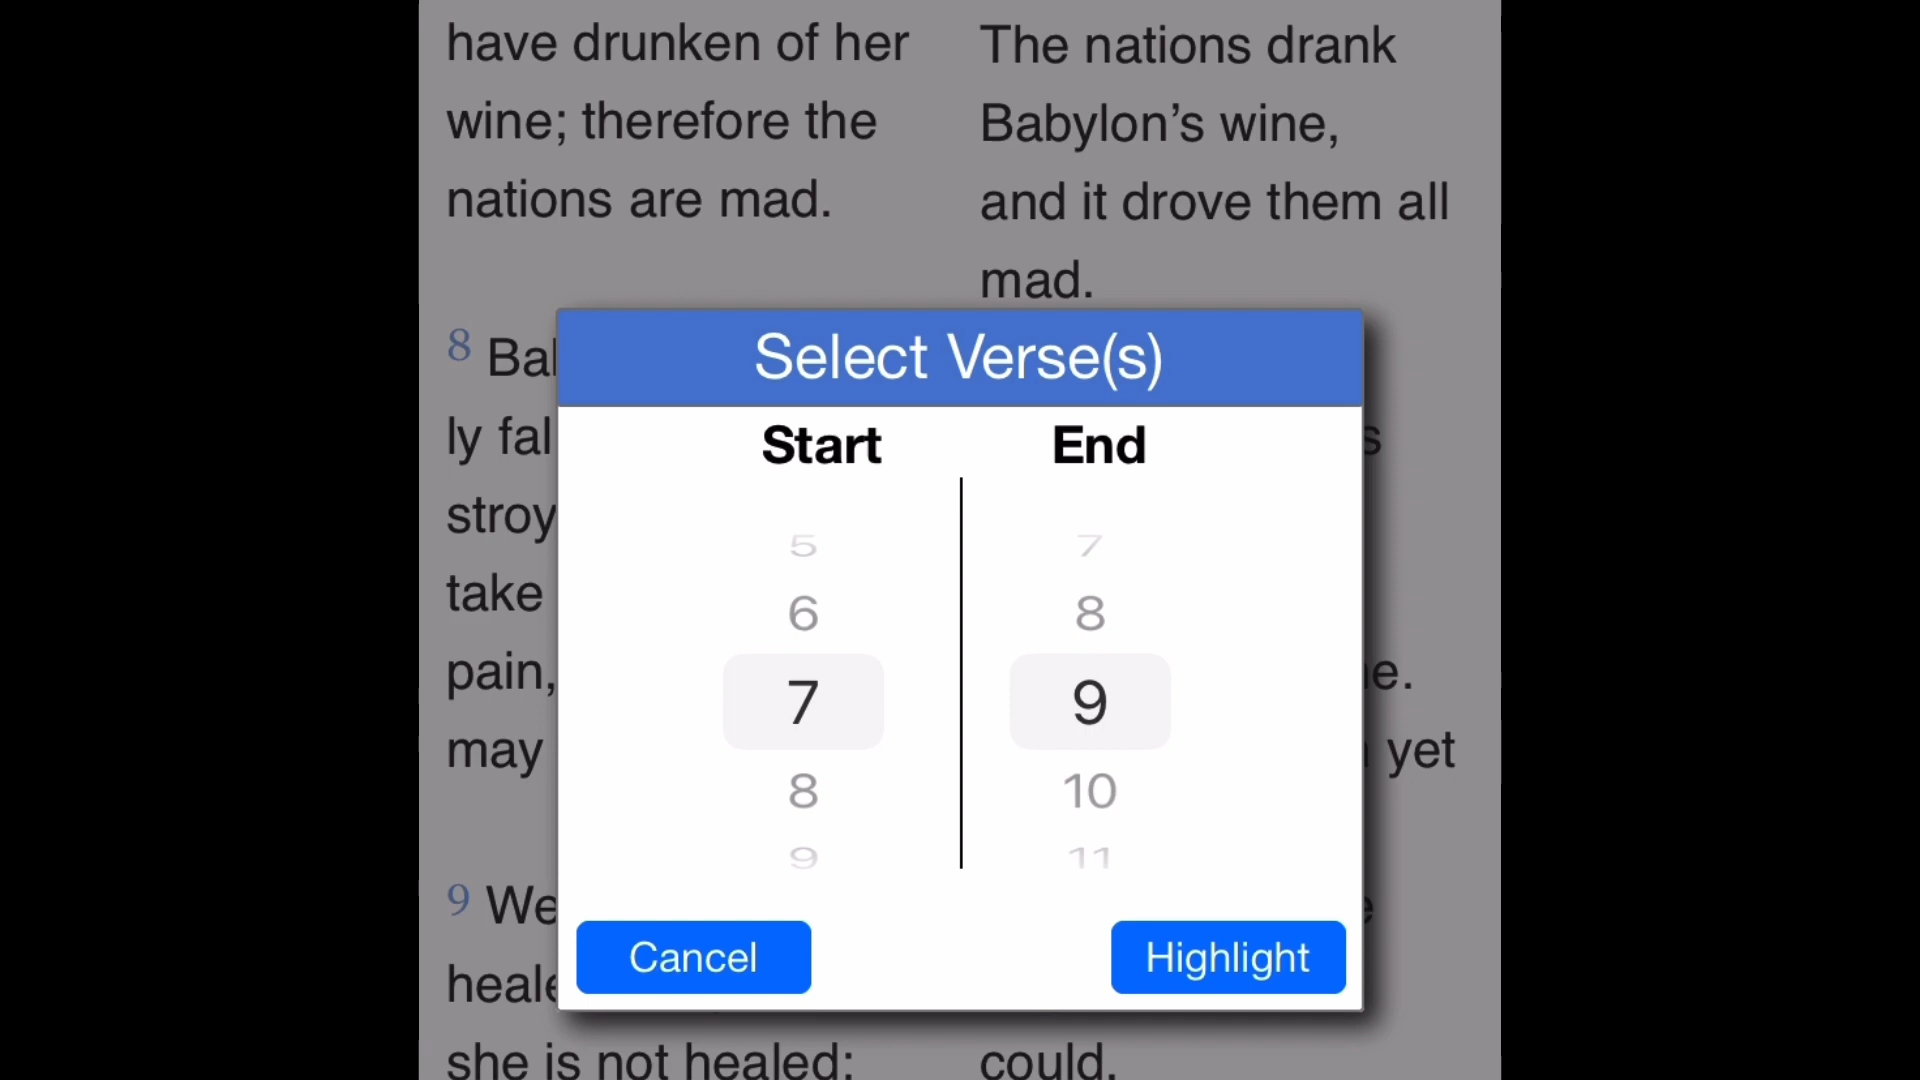 have drunken of her
wine; therefore the
nations are mad.
The nations drank
Babylon’s wine,
and it drove them all
mad.
8
ly fal
stroy
take
pain,
may
yet
9 We
she is not healed:
could.
Select Verse(s)
Start End
5 7
6 8
7 9
8 10
9 11
Cancel Highlight